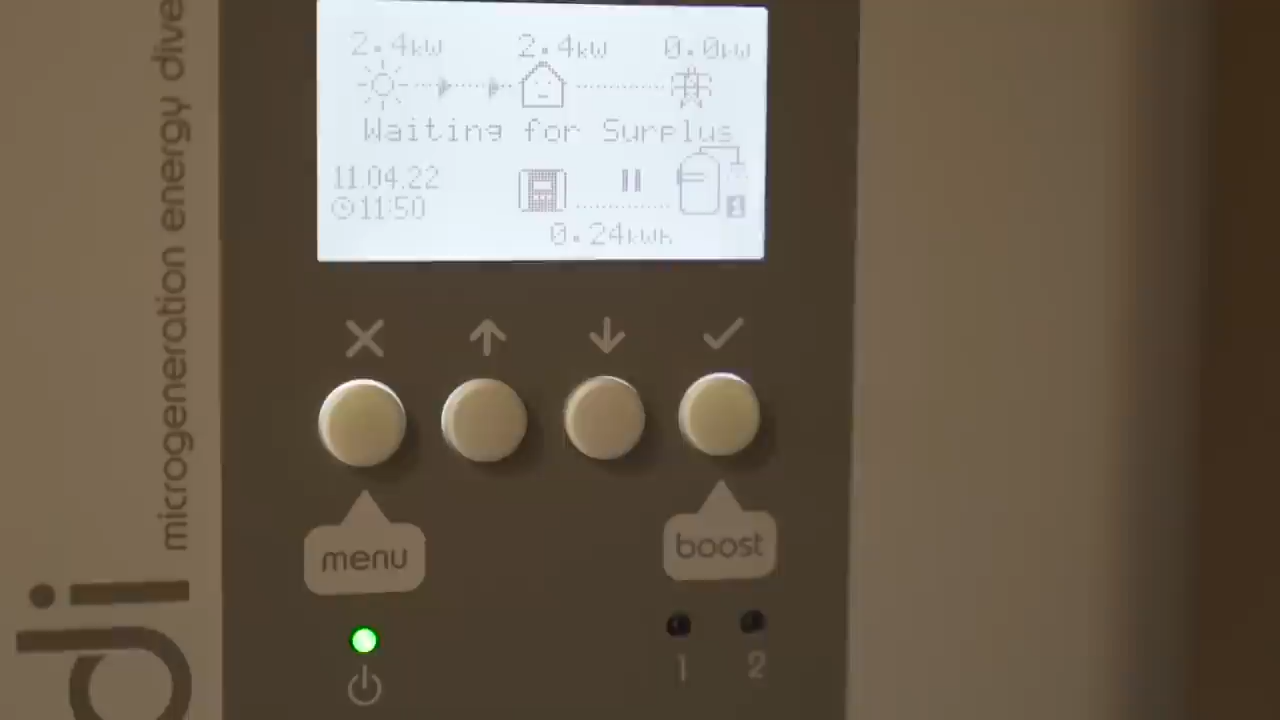 2.4kW 2.4kW 0.0kW
Waiting for Surplus
11.04.22
11:50
0.24kWh
menu
boost
1 2
microgeneration energy dive
di